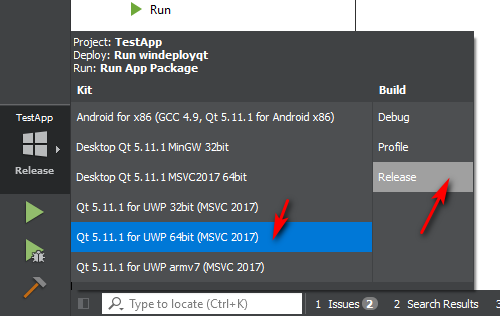 Run
Project: TestApp
Deploy: Run windeployqt
Run: Run App Package
Kit
Build
Android for x86 (GCC 4.9, Qt 5.11.1 for Android x86)
Debug
Desktop Qt 5.11.1 MinGW 32bit
Profile
Desktop Qt 5.11.1 MSVC2017 64bit
Release
Qt 5.11.1 for UWP 32bit (MSVC 2017)
Qt 5.11.1 for UWP 64bit (MSVC 2017)
Qt 5.11.1 for UWP armv7 (MSVC 2017)
TestApp
Release
Type to locate (Ctrl+K)
1 Issues 2
2 Search Results
3